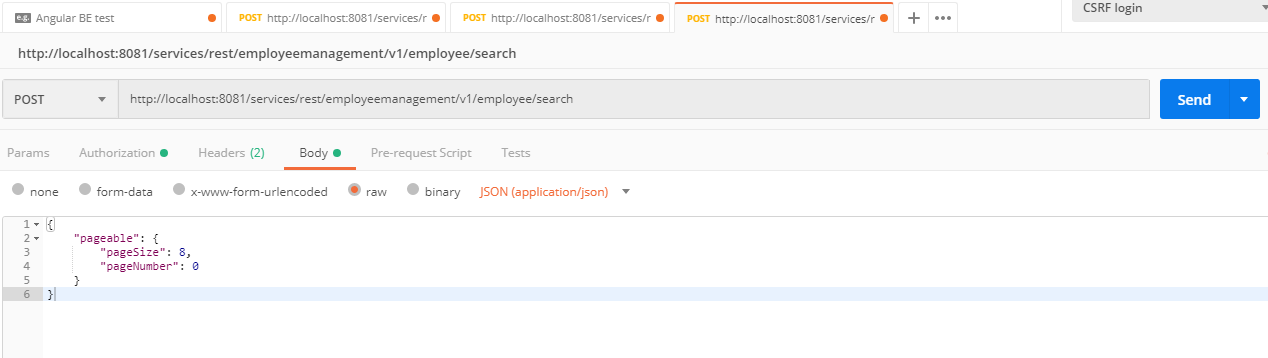 e.g. Angular BE test POST http://localhost:8081/services/r POST http://localhost:8081/services/r POST http://localhost:8081/services/r + ••• CSRF login
http://localhost:8081/services/rest/employeemanagement/v1/employee/search
POST http://localhost:8081/services/rest/employeemanagement/v1/employee/search Send
Params Authorization Headers (2) Body Pre-request Script Tests
none form-data x-www-form-urlencoded raw binary JSON (application/json)
1 {
2 "pageable": {
3 "pageSize": 8,
4 "pageNumber": 0
5 }
6 }